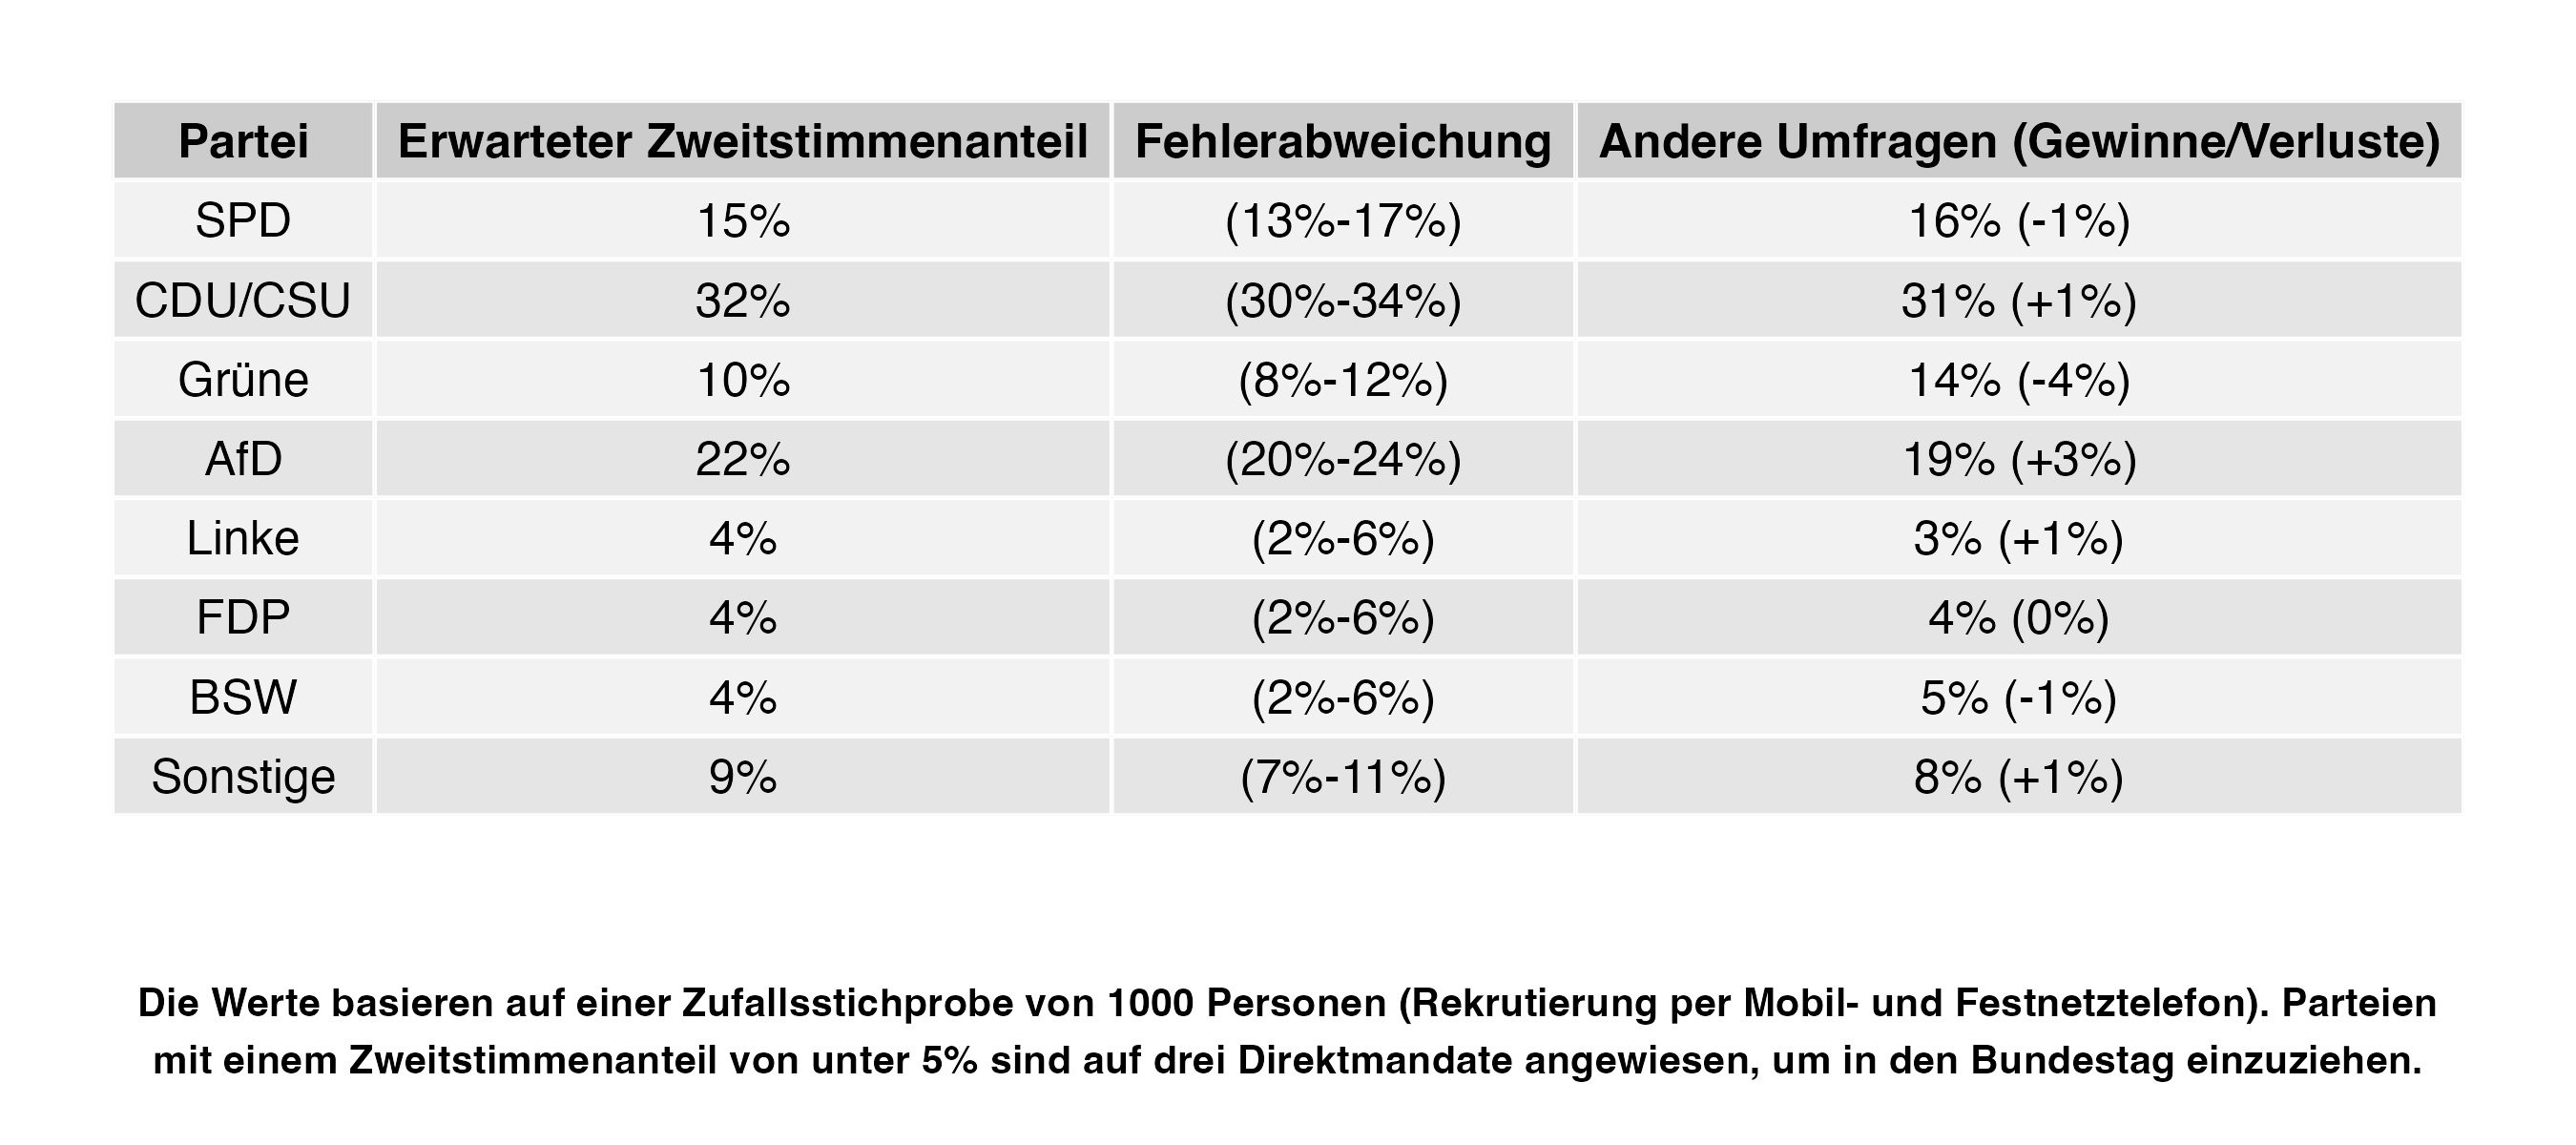 Partei Erwarteter Zweitstimmenanteil Fehlerabweichung Andere Umfragen (Gewinne/Verluste)
SPD 15% (13%-17%) 16% (-1%)
CDU/CSU 32% (30%-34%) 31% (+1%)
Grüne 10% (8%-12%) 14% (-4%)
AfD 22% (20%-24%) 19% (+3%)
Linke 4% (2%-6%) 3% (+1%)
FDP 4% (2%-6%) 4% (0%)
BSW 4% (2%-6%) 5% (-1%)
Sonstige 9% (7%-11%) 8% (+1%)
Die Werte basieren auf einer Zufallsstichprobe von 1000 Personen (Rekrutierung per Mobil- und Festnetztelefon). Parteien
mit einem Zweitstimmenanteil von unter 5% sind auf drei Direktmandate angewiesen, um in den Bundestag einzuziehen.